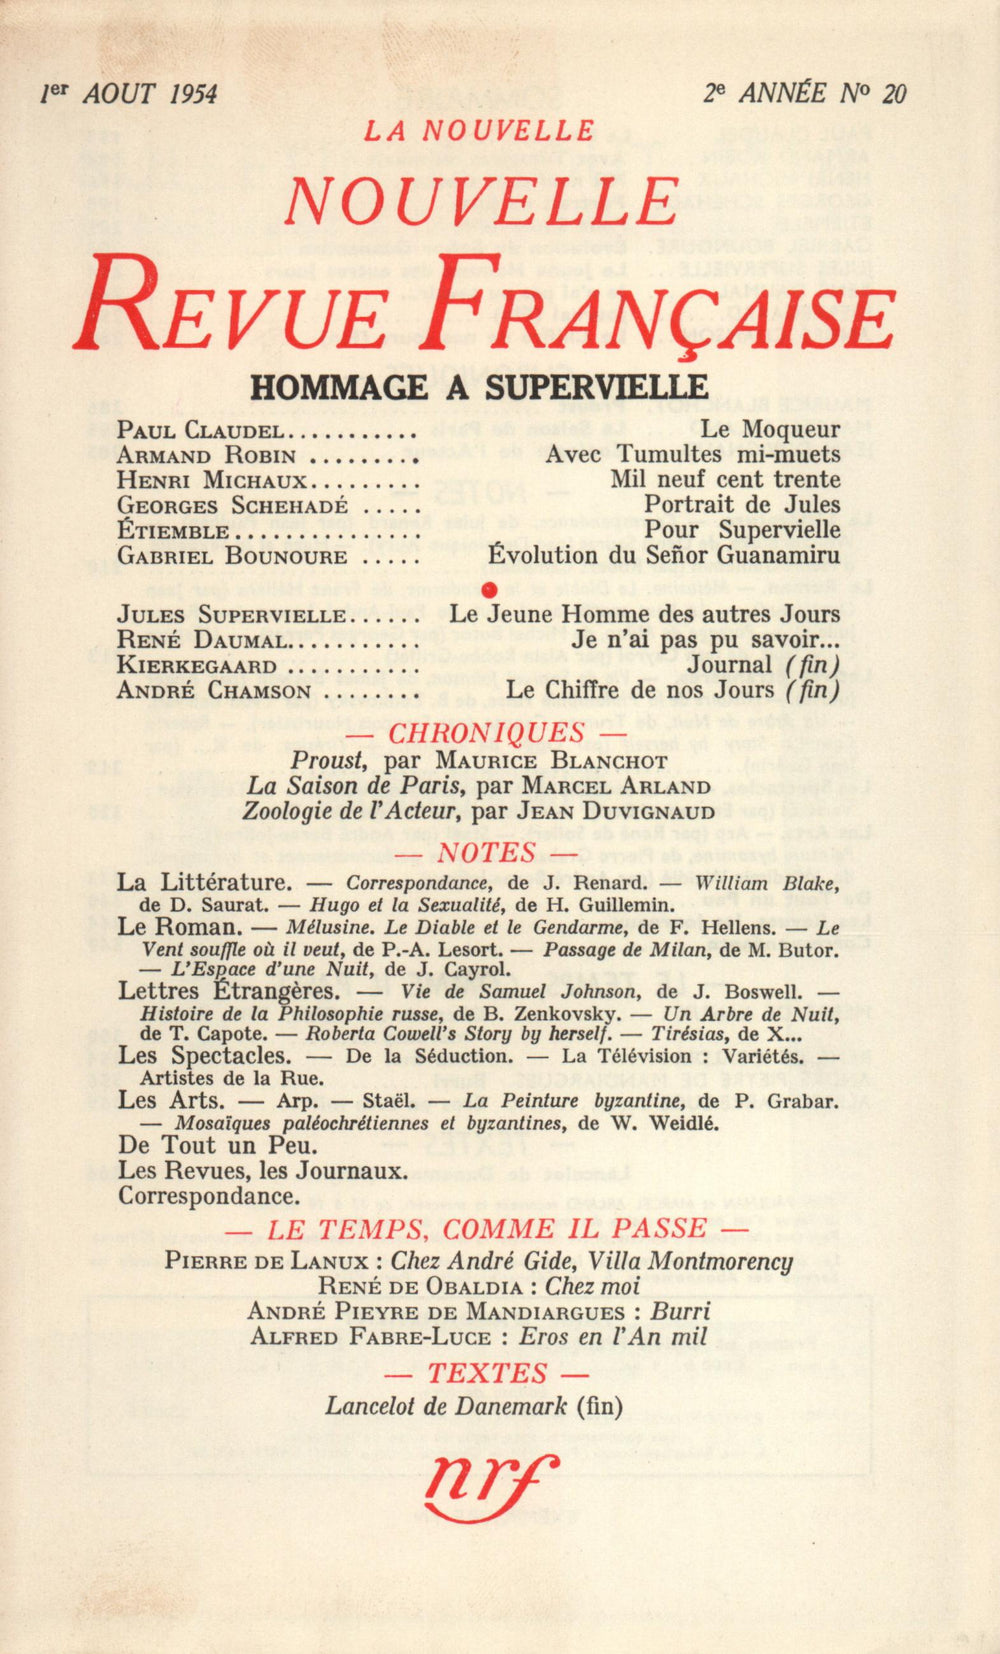 1er AOUT 1954
2e ANNÉE No 20
LA NOUVELLE
NOUVELLE
REVUE FRANÇAISE
HOMMAGE A SUPERVIELLE
PAUL CLAUDEL........... Le Moqueur
ARMAND ROBIN ......... Avec Tumultes mi-muets
HENRI MICHAUX......... Mil neuf cent trente
GEORGES SCHEHADÉ ..... Portrait de Jules
ÉTIEMBLE............... Pour Supervielle
GABRIEL BOUNOURE ..... Évolution du Señor Guanamiru
JULES SUPERVIELLE...... Le Jeune Homme des autres Jours
RENÉ DAUMAL........... Je n'ai pas pu savoir...
KIERKEGAARD .......... Journal (fin)
ANDRÉ CHAMSON ........ Le Chiffre de nos Jours (fin)
— CHRONIQUES —
Proust, par MAURICE BLANCHOT
La Saison de Paris, par MARCEL ARLAND
Zoologie de l'Acteur, par JEAN DUVIGNAUD
— NOTES —
La Littérature. — Correspondance, de J. Renard. — William Blake,
de D. Saurat. — Hugo et la Sexualité, de H. Guillemin.
Le Roman. — Mélusine. Le Diable et le Gendarme, de F. Hellens. — Le
Vent souffle où il veut, de P.-A. Lesort. — Passage de Milan, de M. Butor.
— L'Espace d'une Nuit, de J. Cayrol.
Lettres Étrangères. — Vie de Samuel Johnson, de J. Boswell. —
Histoire de la Philosophie russe, de B. Zenkovsky. — Un Arbre de Nuit,
de T. Capote. — Roberta Cowell's Story by herself. — Tirésias, de X...
Les Spectacles. — De la Séduction. — La Télévision : Variétés. —
Artistes de la Rue.
Les Arts. — Arp. — Staël. — La Peinture byzantine, de P. Grabar.
— Mosaïques paléochrétiennes et byzantines, de W. Weidlé.
De Tout un Peu.
Les Revues, les Journaux.
Correspondance.
— LE TEMPS, COMME IL PASSE —
PIERRE DE LANUX : Chez André Gide, Villa Montmorency
RENÉ DE OBALDIA : Chez moi
ANDRÉ PIEYRE DE MANDIARGUES : Burri
ALFRED FABRE-LUCE : Eros en l'An mil
— TEXTES —
Lancelot de Danemark (fin)
nrf